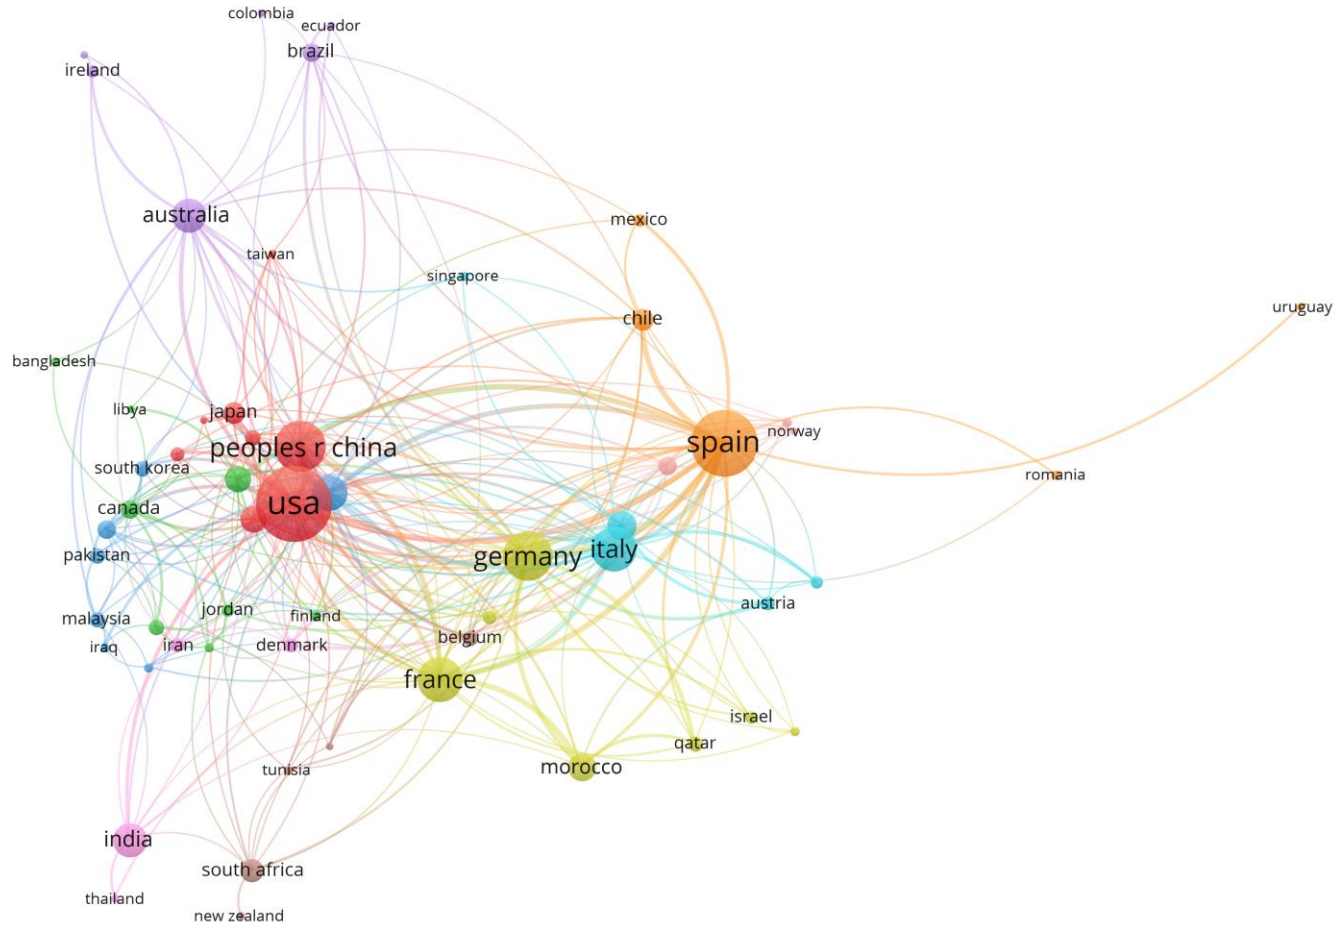 colombia
ecuador
brazil
ireland
australia
mexico
taiwan
singapore
uruguay
chile
bangladesh
libya
japan
norway
spain
peoples r china
south korea
romania
usa
canada
italy
germany
pakistan
austria
jordan
finland
malaysia
belgium
iraq
iran
denmark
france
israel
qatar
morocco
tunisia
india
south africa
thailand
new zealand